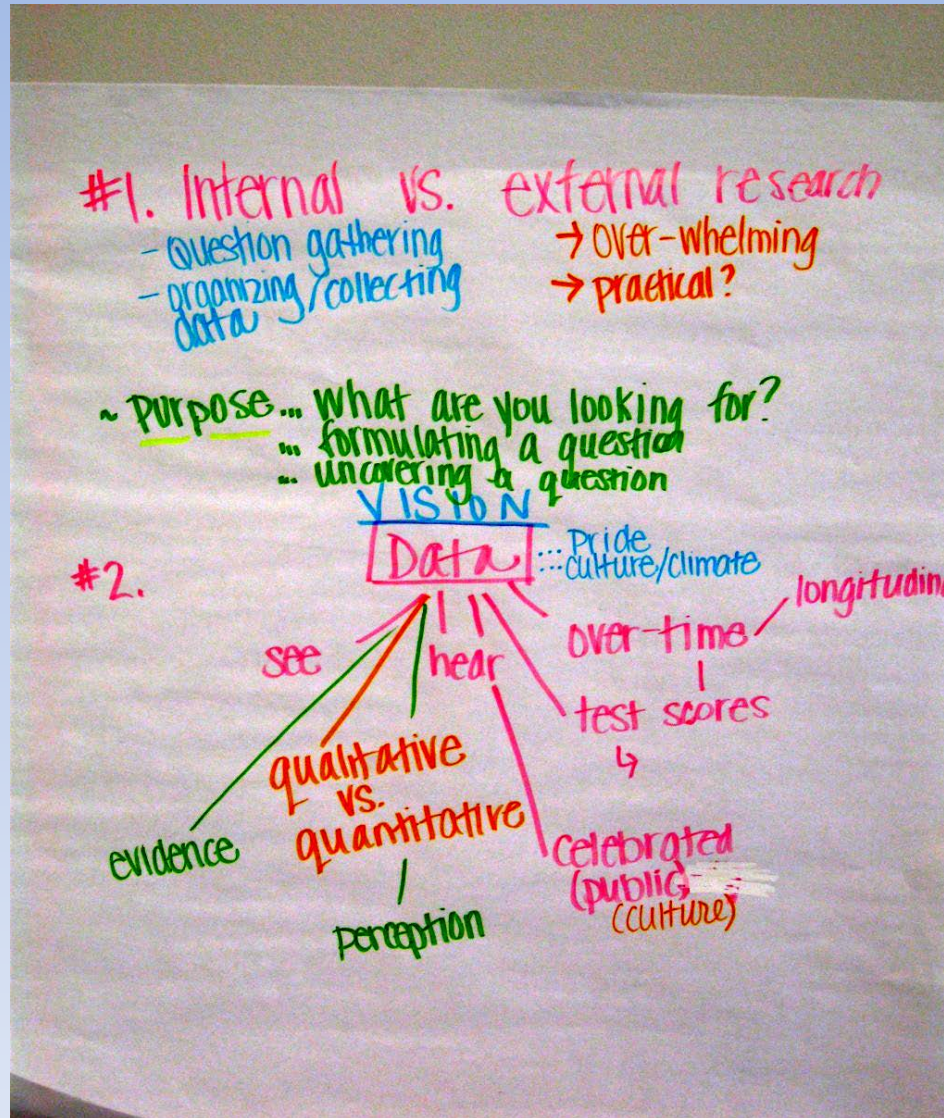 #1. Internal vs. external research
- Question gathering
- organizing/collecting
data
→ over-whelming
→ practical?
~ Purpose... What are you looking for?
... formulating a question
... uncovering a question
VISION
Data
... Pride
... culture/climate
#2.
longitudin
over-time
see
hear
test scores
↳
qualitative
vs.
quantitative
evidence
celebrated
(public)
(culture)
perception